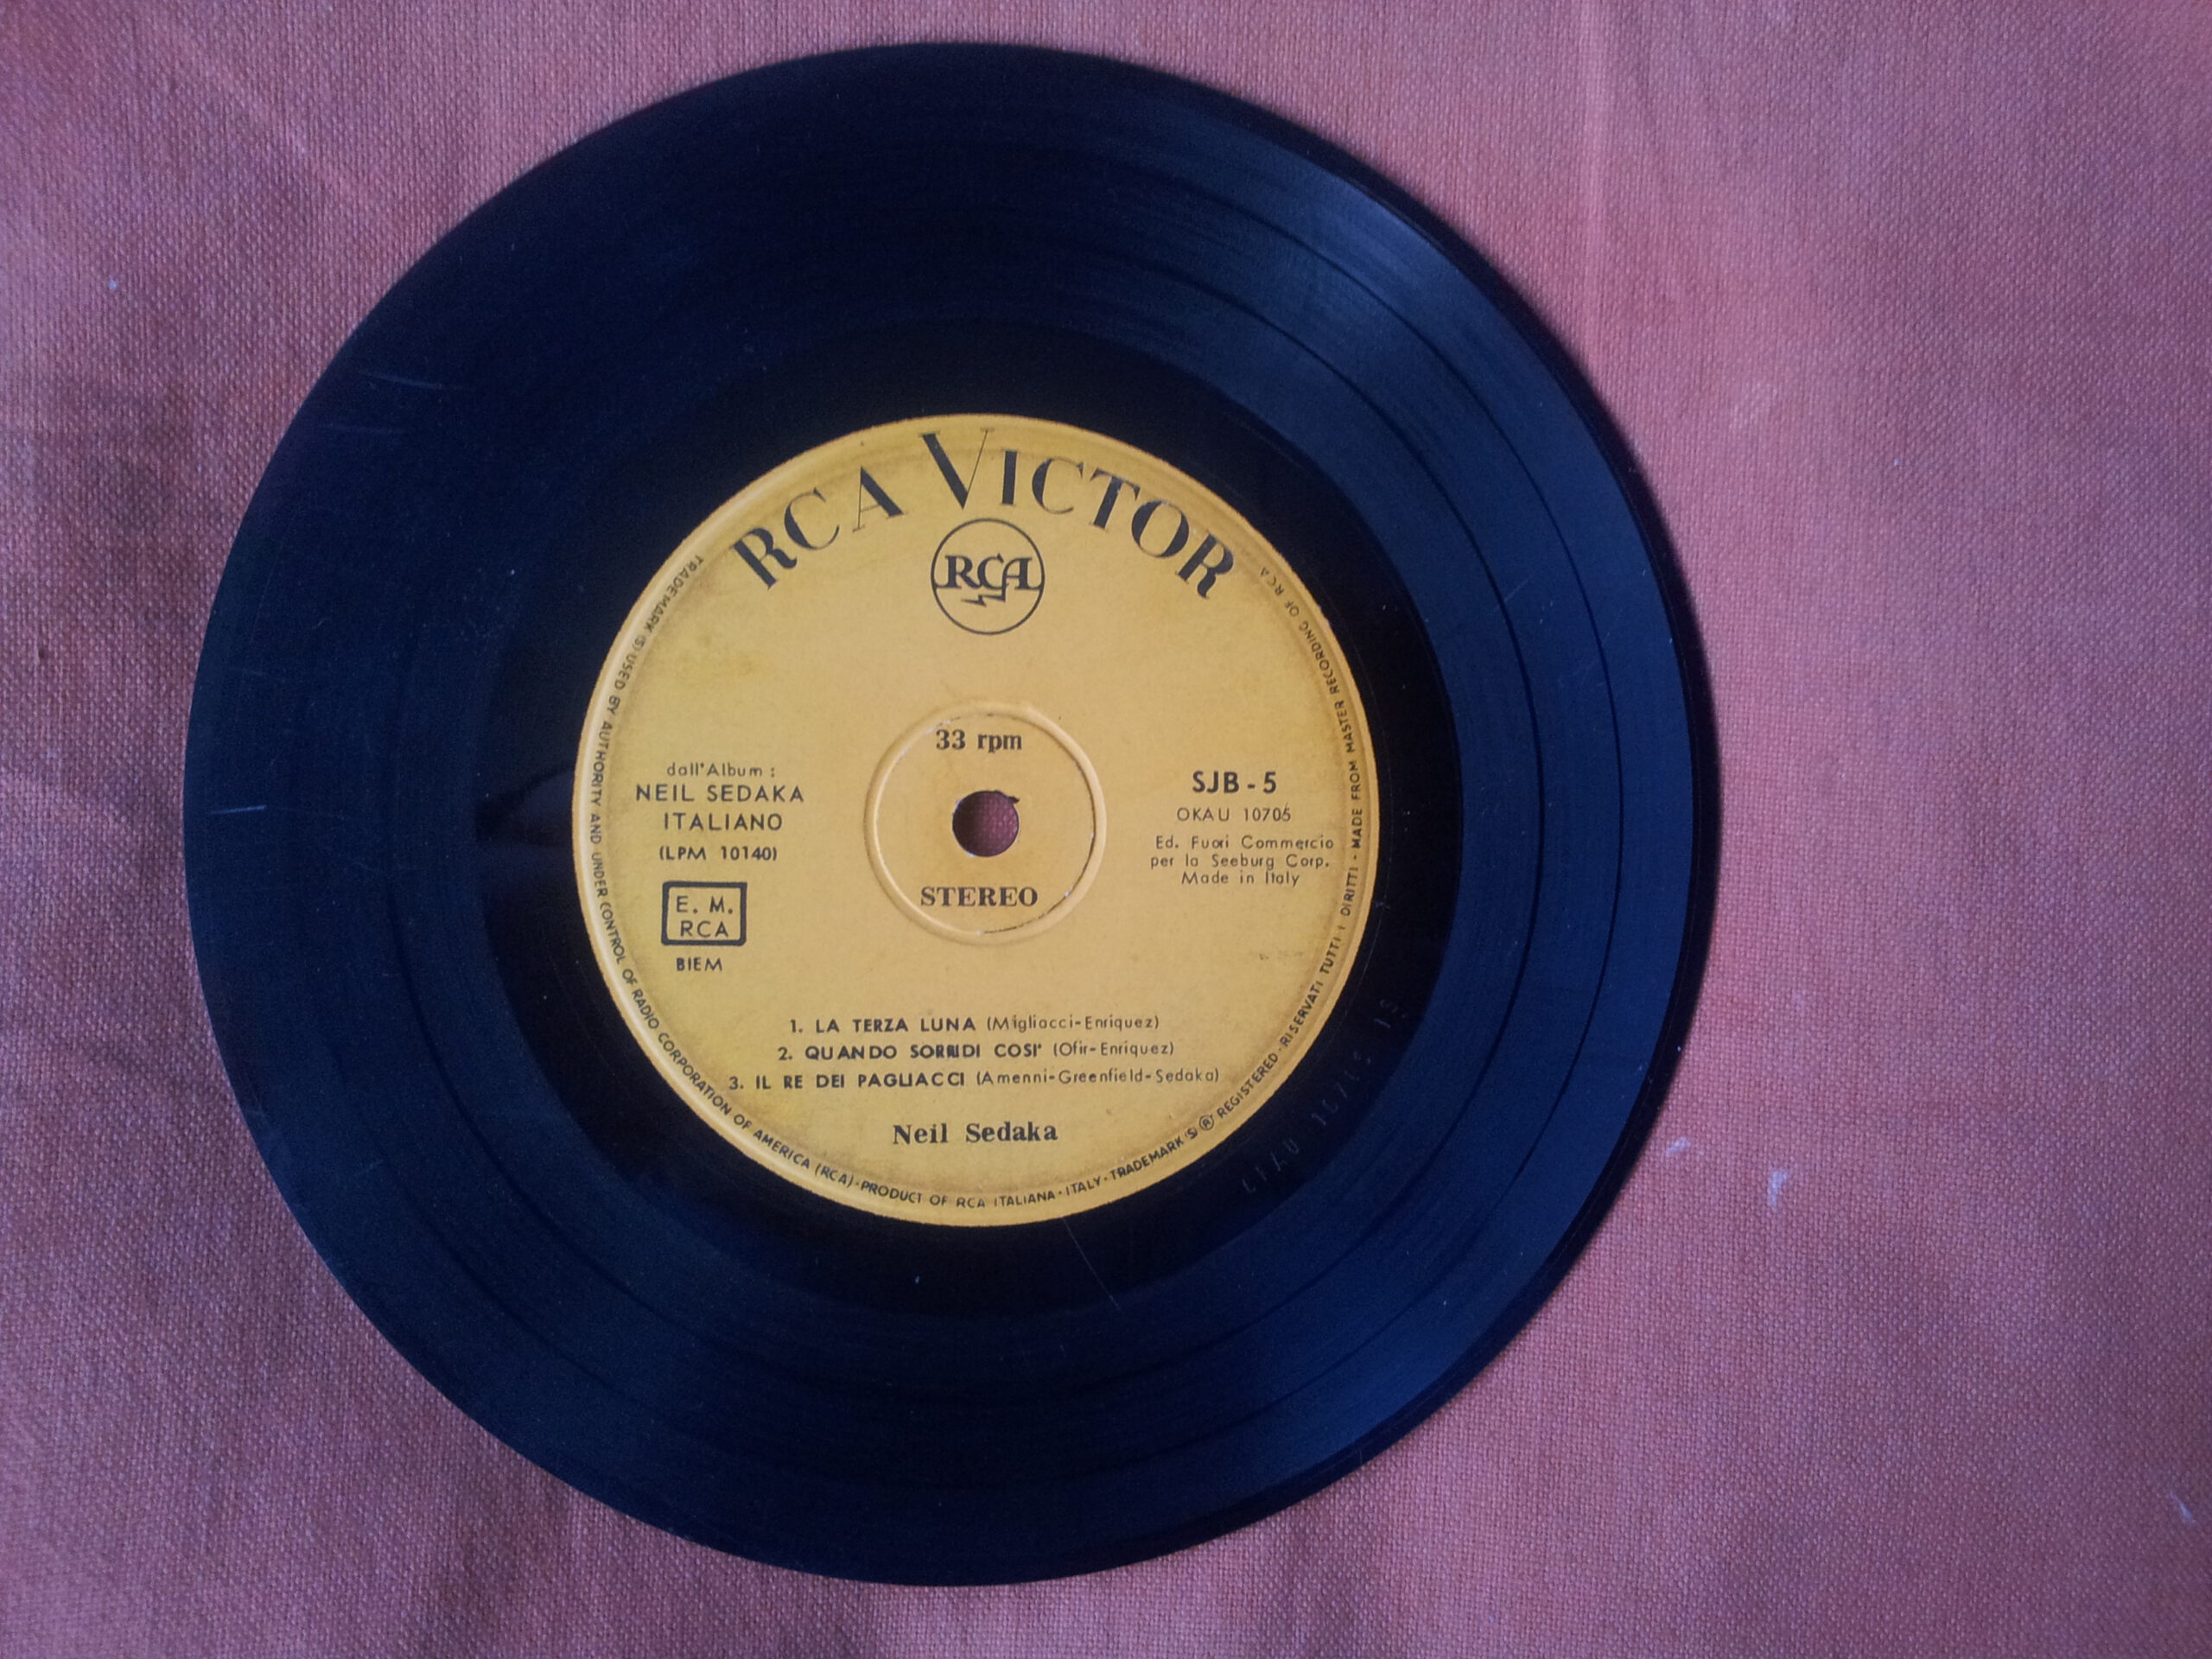 RCA VICTOR
RCA
33 rpm
dall'Album :
NEIL SEDAKA
ITALIANO
(LPM 10140)
E. M.
RCA
BIEM
STEREO
SJB - 5
OKAU 10705
Ed. Fuori Commercio
per la Seeburg Corp.
Made in Italy
1. LA TERZA LUNA (Migliacci-Enriquez)
2. QUANDO SORRIDI COSI' (Ofir-Enriquez)
3. IL RE DEI PAGLIACCI (Amenni-Greenfield-Sedaka)
Neil Sedaka
TRADEMARK (S) USED BY AUTHORITY AND UNDER CONTROL OF RADIO CORPORATION OF AMERICA (RCA)·PRODUCT OF RCA ITALIANA·ITALY·TRADEMARK(S) ® REGISTERED·RISERVATI TUTTI I DIRITTI - MADE FROM MASTER RECORDING OF RCA